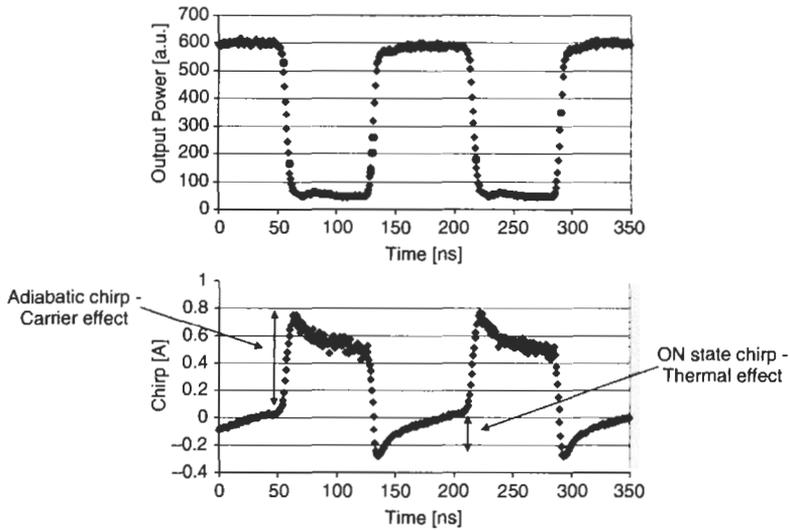 700
600
500
400
300
200
100
0
Output Power [a.u.]
0 50 100 150 200 250 300 350
Time [ns]
Adiabatic chirp -
Carrier effect
1
0.8
0.6
0.4
0.2
0
–0.2
–0.4
Chirp [A]
ON state chirp -
Thermal effect
0 50 100 150 200 250 300 350
Time [ns]